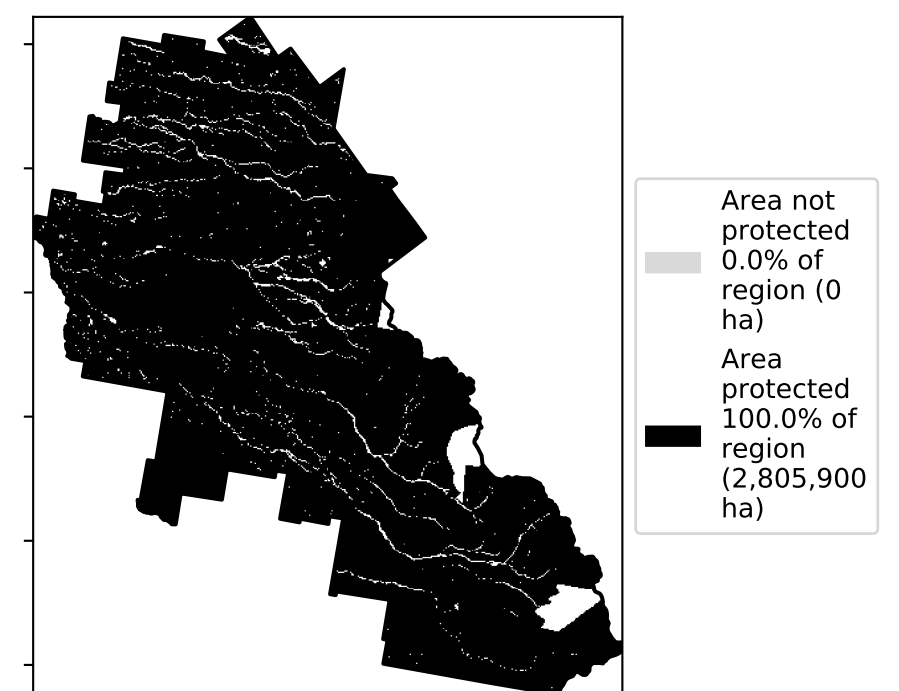 Area not
protected
0.0% of
region (0
ha)
Area
protected
100.0% of
region
(2,805,900
ha)